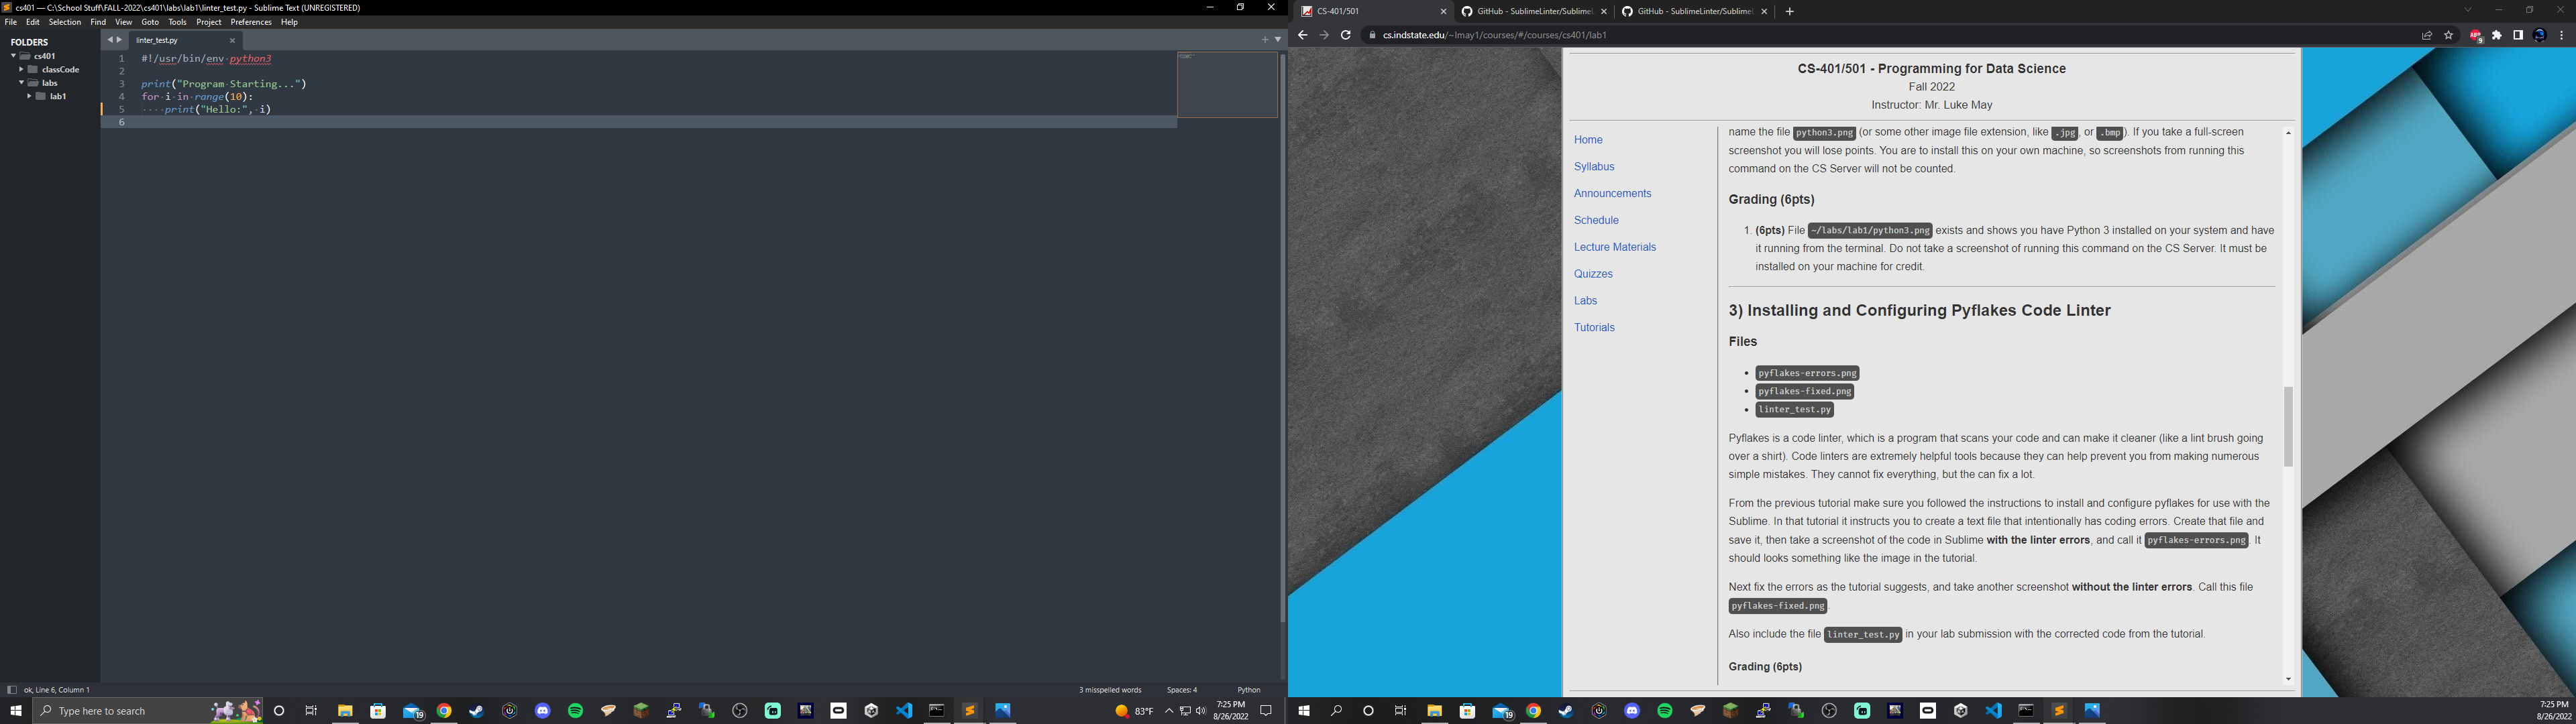 cs401 — C:\School Stuff\FALL-2022\cs401\labs\lab1\linter_test.py - Sublime Text (UNREGISTERED)
File Edit Selection Find View Goto Tools Project Preferences Help
FOLDERS
cs401
classCode
labs
lab1
linter_test.py
1 #!/usr/bin/env python3
2
3 print("Program Starting...")
4 for i in range(10):
5 print("Hello:", i)
6
ok, Line 6, Column 1
3 misspelled words
Spaces: 4
Python
Type here to search
19
83°F
7:25 PM
8/26/2022
CS-401/501
GitHub - SublimeLinter/Sublime
GitHub - SublimeLinter/Sublime
cs.indstate.edu/~lmay1/courses/#/courses/cs401/lab1
9
CS-401/501 - Programming for Data Science
Fall 2022
Instructor: Mr. Luke May
Home
Syllabus
Announcements
Schedule
Lecture Materials
Quizzes
Labs
Tutorials
name the file python3.png (or some other image file extension, like .jpg, or .bmp). If you take a full-screen
screenshot you will lose points. You are to install this on your own machine, so screenshots from running this
command on the CS Server will not be counted.
Grading (6pts)
1. (6pts) File ~/labs/lab1/python3.png exists and shows you have Python 3 installed on your system and have
it running from the terminal. Do not take a screenshot of running this command on the CS Server. It must be
installed on your machine for credit.
3) Installing and Configuring Pyflakes Code Linter
Files
pyflakes-errors.png
pyflakes-fixed.png
linter_test.py
Pyflakes is a code linter, which is a program that scans your code and can make it cleaner (like a lint brush going
over a shirt). Code linters are extremely helpful tools because they can help prevent you from making numerous
simple mistakes. They cannot fix everything, but the can fix a lot.
From the previous tutorial make sure you followed the instructions to install and configure pyflakes for use with the
Sublime. In that tutorial it instructs you to create a text file that intentionally has coding errors. Create that file and
save it, then take a screenshot of the code in Sublime with the linter errors, and call it pyflakes-errors.png. It
should looks something like the image in the tutorial.
Next fix the errors as the tutorial suggests, and take another screenshot without the linter errors. Call this file
pyflakes-fixed.png.
Also include the file linter_test.py in your lab submission with the corrected code from the tutorial.
Grading (6pts)
19
7:25 PM
8/26/2022